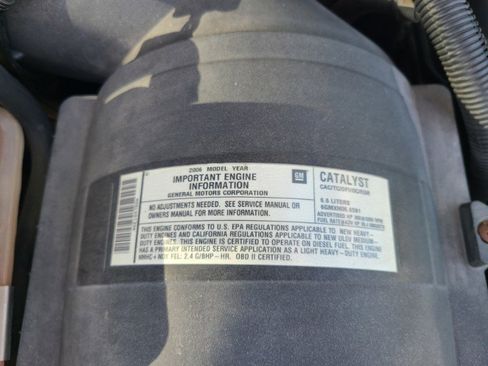 2006 MODEL YEAR
IMPORTANT ENGINE
INFORMATION
GENERAL MOTORS CORPORATION
GM
CATALYST
NO ADJUSTMENTS NEEDED. SEE SERVICE MANUAL OR
OWNERS MANUAL FOR MORE INFORMATION.
6.6 LITERS
ADVERTISED HP
THIS ENGINE CONFORMS TO U.S. EPA REGULATIONS APPLICABLE TO NEW HEAVY-
DUTY ENGINES AND CALIFORNIA REGULATIONS APPLICABLE TO NEW ULEV MEDIUM-
DUTY ENGINES. THIS ENGINE IS CERTIFIED TO OPERATE ON DIESEL FUEL. THIS ENGINE
HAS A PRIMARY INTENDED SERVICE APPLICATION AS A LIGHT HEAVY-DUTY ENGINE.
NMHC + NOX FEL: 2.4 G/BHP-HR. OBD II CERTIFIED.